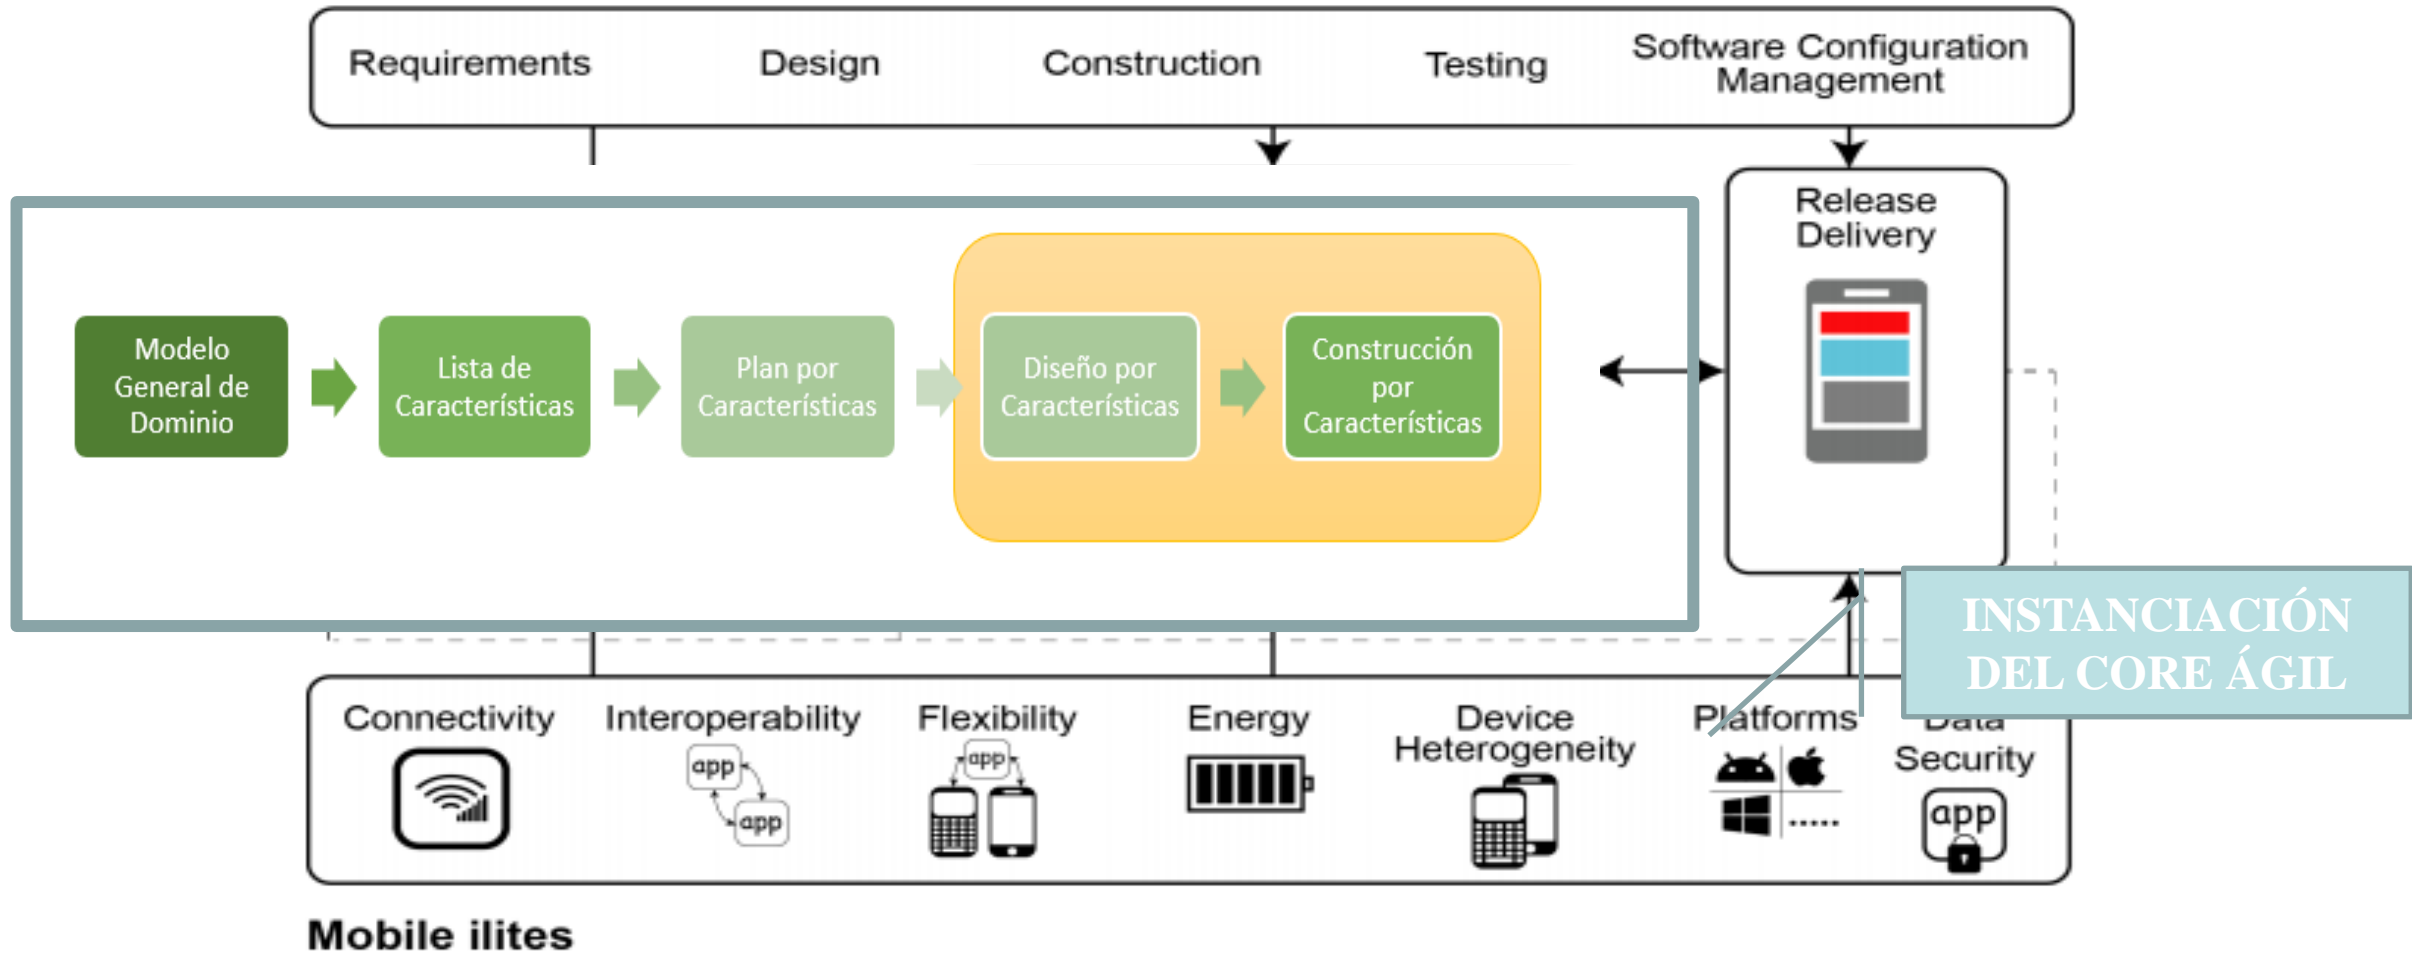 Requirements
Design
Construction
Testing
Software Configuration
Management
Release
Delivery
Modelo
General de
Dominio
Lista de
Características
Plan por
Características
Diseño por
Características
Construcción
por
Características
INSTANCIACIÓN
DEL CORE ÁGIL
Connectivity
Interoperability
app
app
Flexibility
app
Energy
Device
Heterogeneity
Platforms
Data
Security
app
Mobile ilites